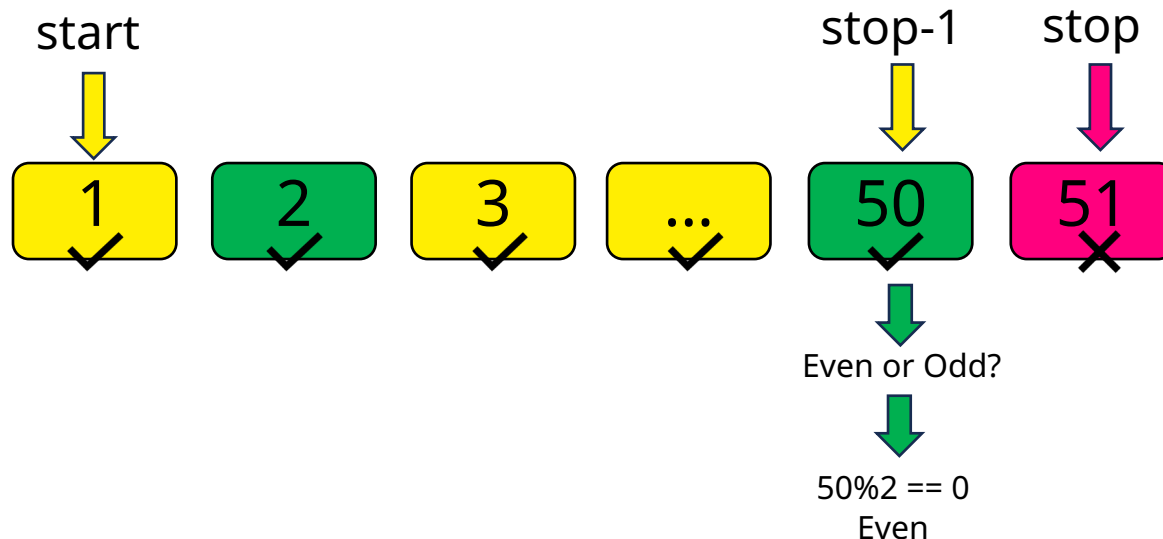 start
stop-1
stop
1
2
3
...
50
51
Even or Odd?
50%2 == 0
Even